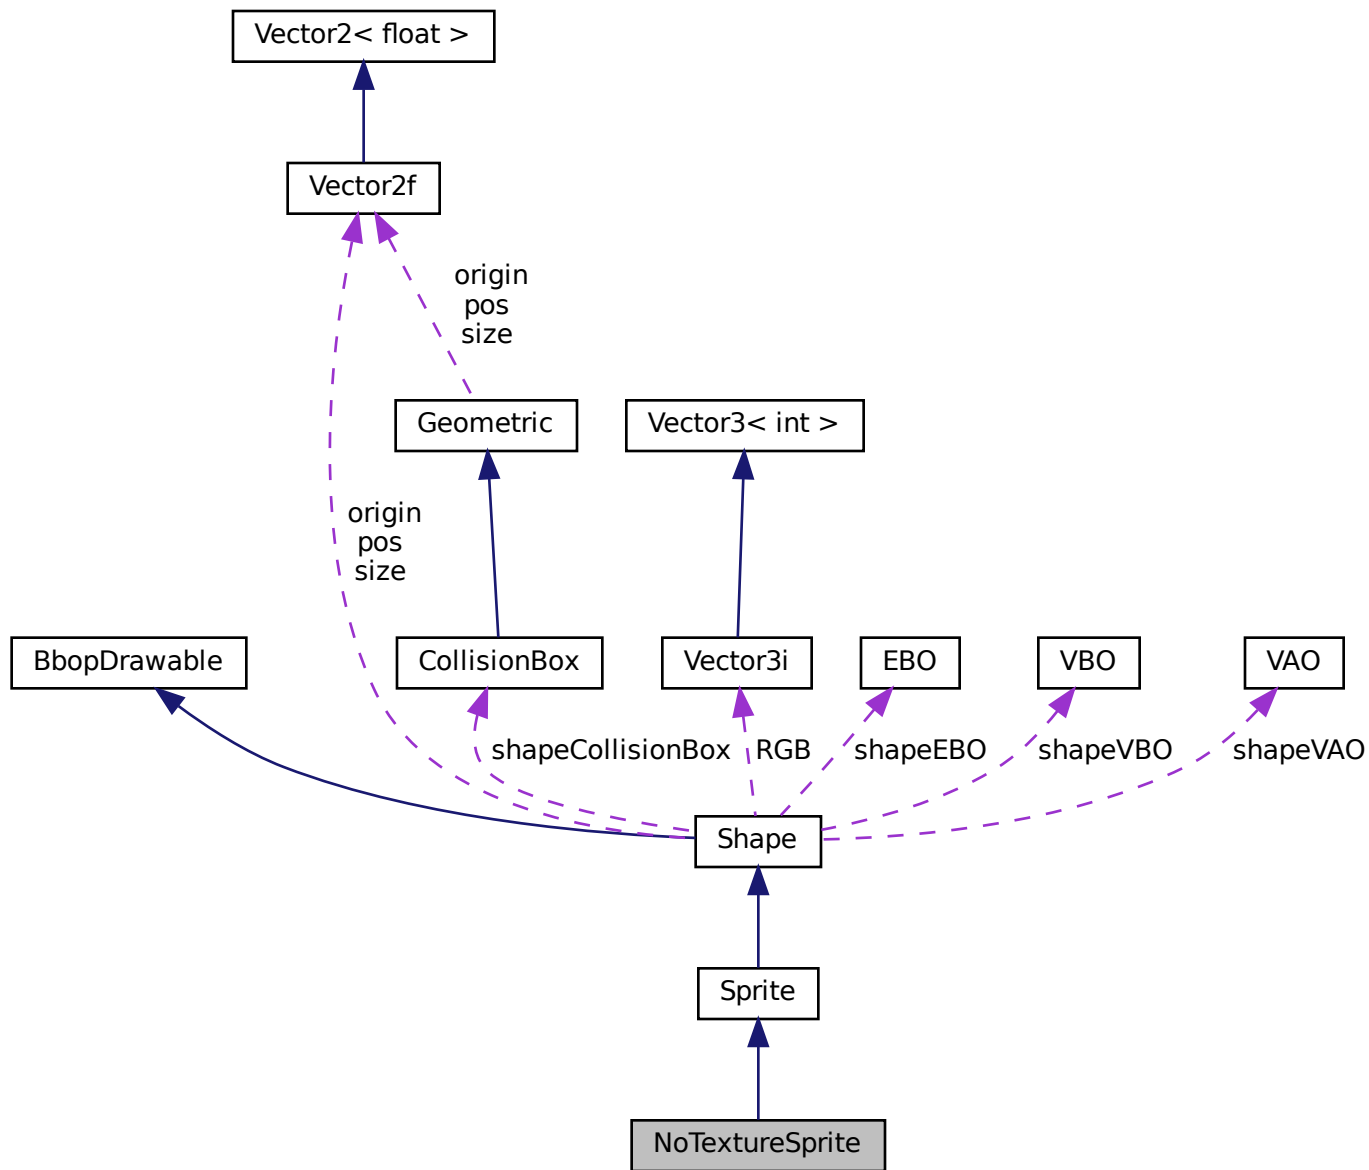 Vector2< float >
Vector2f
origin
pos
size
Geometric
Vector3< int >
origin
pos
size
BbopDrawable
CollisionBox
Vector3i
EBO
VBO
VAO
shapeCollisionBox
RGB
shapeEBO
shapeVBO
shapeVAO
Shape
Sprite
NoTextureSprite